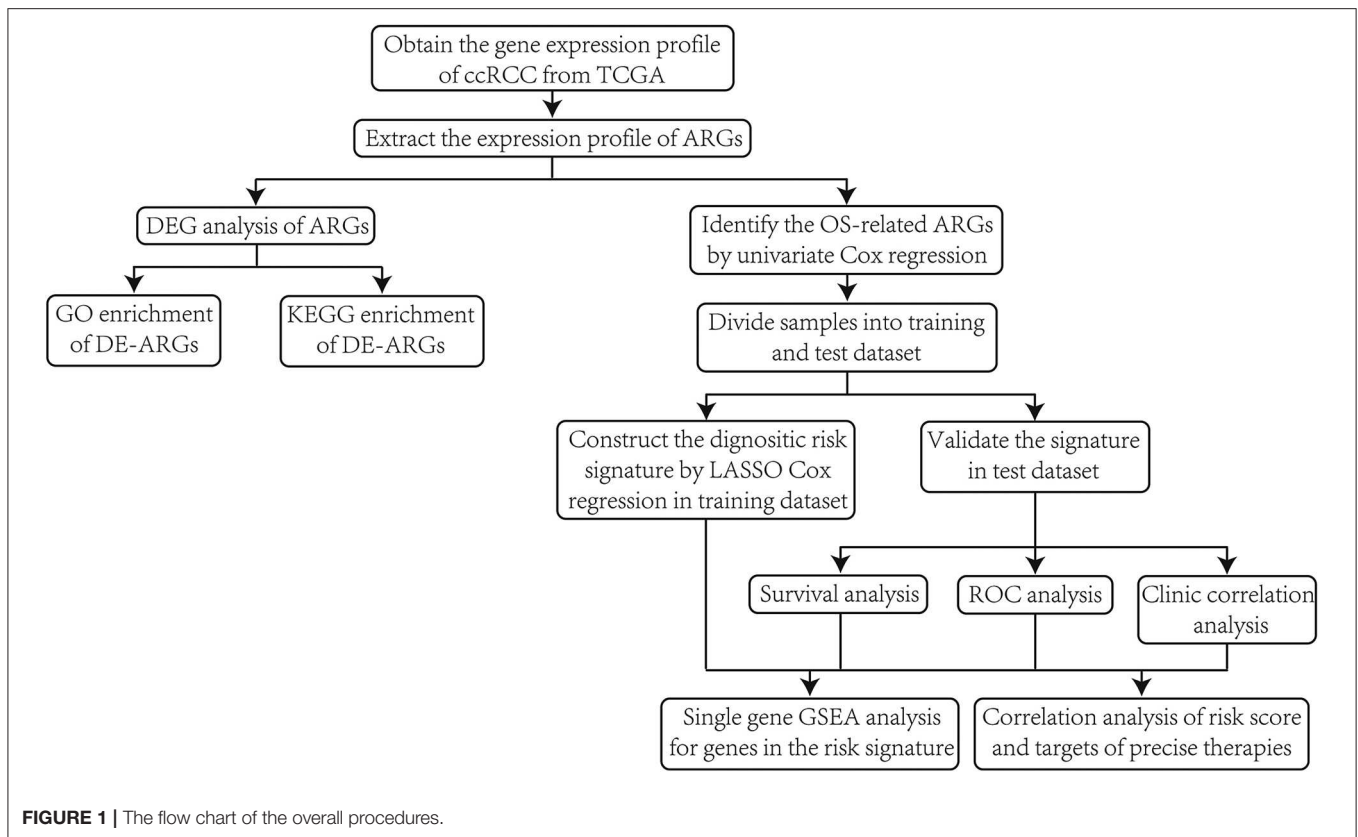 Obtain the gene expression profile
of ccRCC from TCGA
Extract the expression profile of ARGs
DEG analysis of ARGs
Identify the OS-related ARGs
by univariate Cox regression
GO enrichment
of DE-ARGs
KEGG enrichment
of DE-ARGs
Divide samples into training
and test dataset
Construct the dignositic risk
signature by LASSO Cox
regression in training dataset
Validate the signature
in test dataset
Survival analysis
ROC analysis
Clinic correlation
analysis
Single gene GSEA analysis
for genes in the risk signature
Correlation analysis of risk score
and targets of precise therapies
FIGURE 1 | The flow chart of the overall procedures.